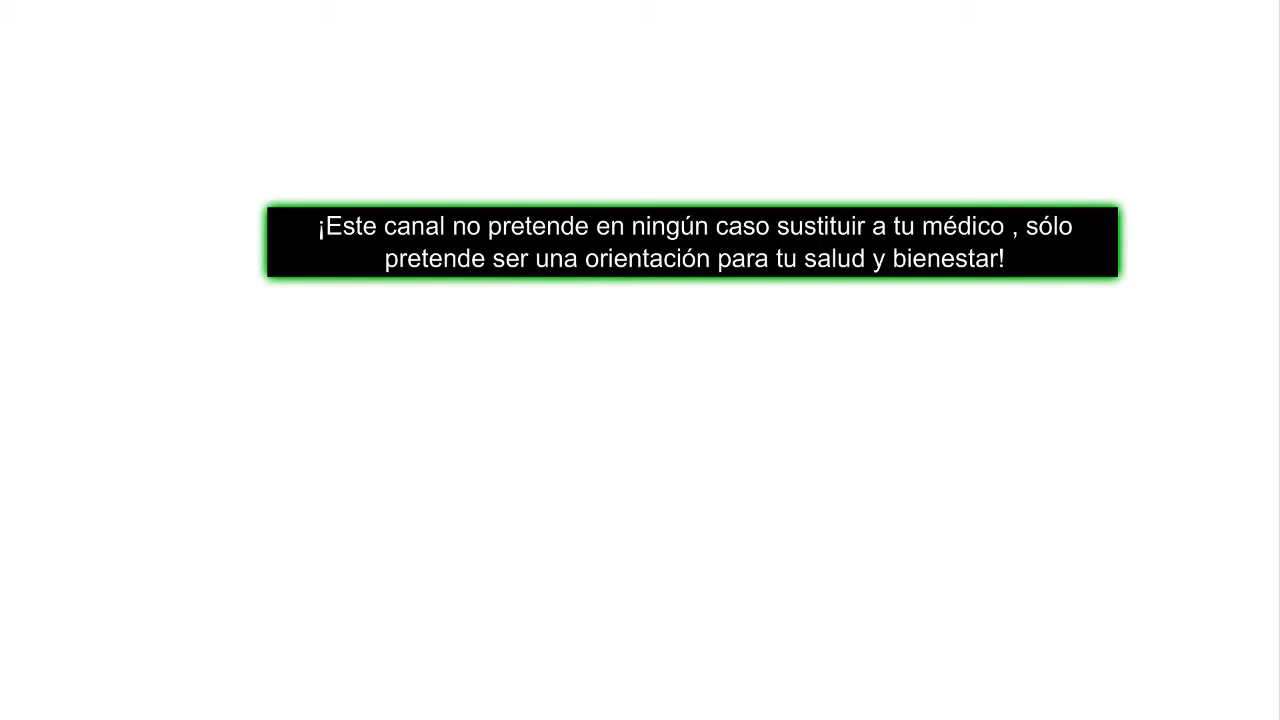 ¡Este canal no pretende en ningún caso sustituir a tu médico , sólo
pretende ser una orientación para tu salud y bienestar!